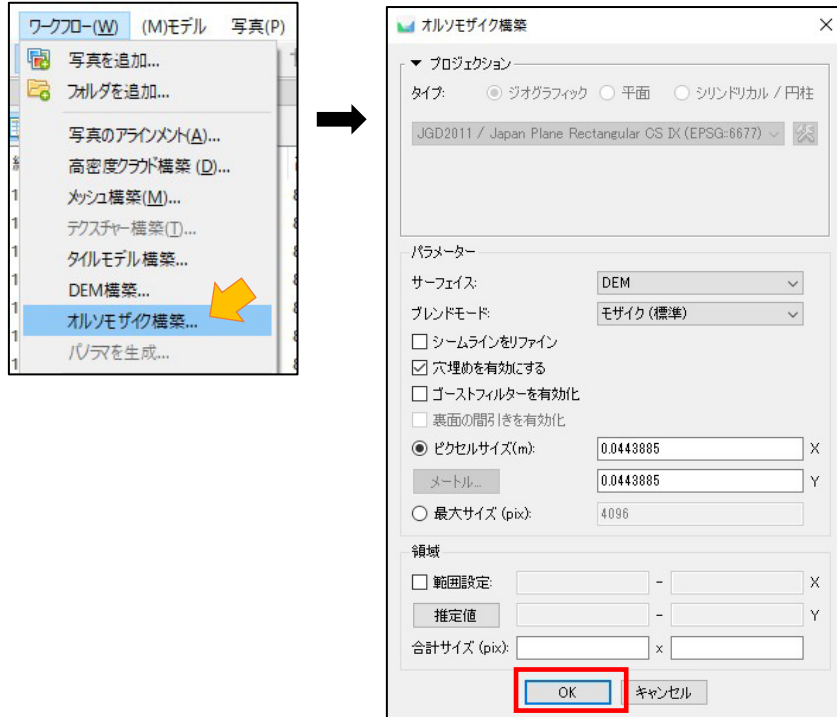 ワークフロー(W) (M)モデル 写真(P)
写真を追加...
フォルダを追加...
写真のアラインメント(A)...
高密度クラウド構築 (D)...
メッシュ構築(M)...
テクスチャー構築(T)...
タイルモデル構築...
DEM構築...
オルソモザイク構築...
パノラマを生成...
オルソモザイク構築
▼ プロジェクション
タイプ: ジオグラフィック 平面 シリンドリカル / 円柱
JGD2011 / Japan Plane Rectangular CS IX (EPSG::6677)
パラメーター
サーフェイス: DEM
ブレンドモード: モザイク (標準)
シームラインをリファイン
穴埋めを有効にする
ゴーストフィルターを有効化
裏面の間引きを有効化
ピクセルサイズ(m): 0.0443885 X
メートル... 0.0443885 Y
最大サイズ (pix): 4096
領域
範囲設定: - X
推定値 - Y
合計サイズ (pix): x
OK キャンセル